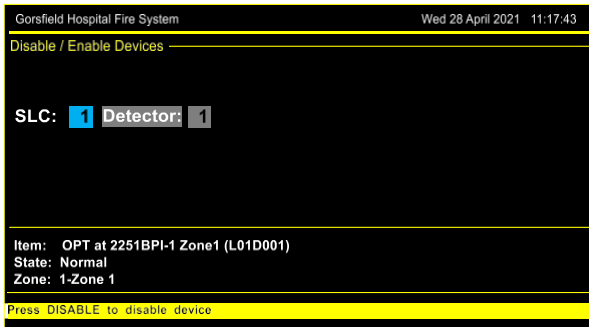 Gorsfield Hospital Fire System Wed 28 April 2021 11:17:43
Disable / Enable Devices
SLC: 1 Detector: 1
Item: OPT at 2251BPI-1 Zone1 (L01D001)
State: Normal
Zone: 1-Zone 1
Press DISABLE to disable device